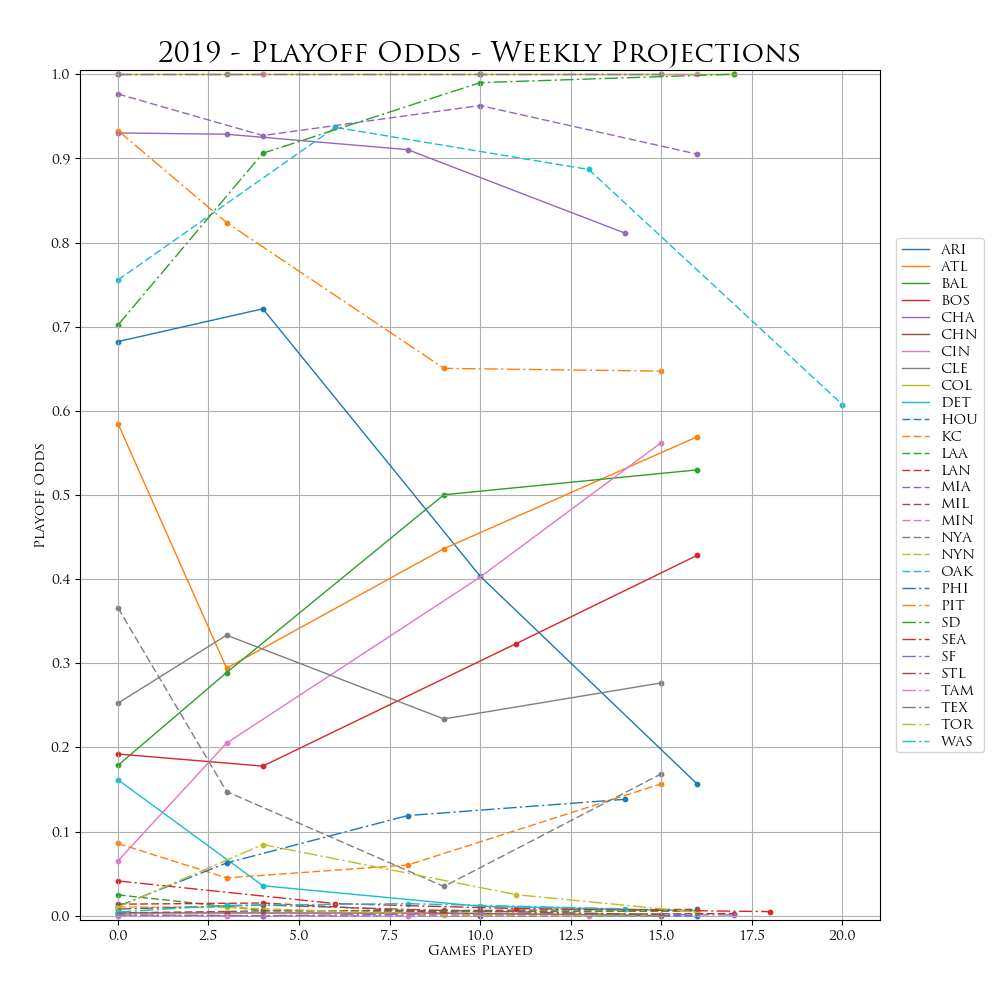 2019 - Playoff Odds - Weekly Projections
1.0
0.9
0.8
0.7
0.6
0.5
0.4
0.3
0.2
0.1
0.0
Playoff Odds
0.0 2.5 5.0 7.5 10.0 12.5 15.0 17.5 20.0
Games Played
ARI
ATL
BAL
BOS
CHA
CHN
CIN
CLE
COL
DET
HOU
KC
LAA
LAN
MIA
MIL
MIN
NYA
NYN
OAK
PHI
PIT
SD
SEA
SF
STL
TAM
TEX
TOR
WAS